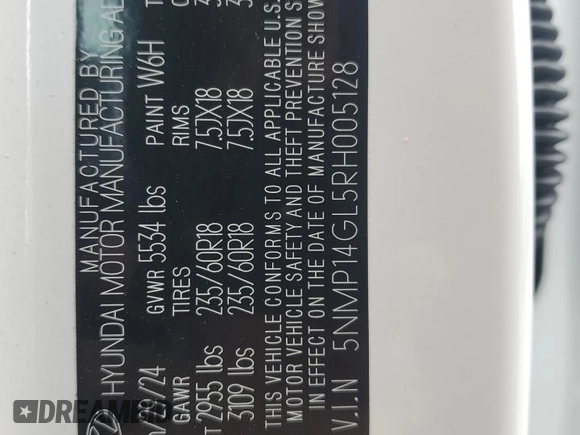 MANUFACTURED BY
HYUNDAI MOTOR MANUFACTURING AL
/24 GVWR 5534 lbs PAINT W6H
GAWR TIRES RIMS
2955 lbs 235/60R18 7.5JX18
3109 lbs 235/60R18 7.5JX18
THIS VEHICLE CONFORMS TO ALL APPLICABLE U.S.
MOTOR VEHICLE SAFETY AND THEFT PREVENTION S
IN EFFECT ON THE DATE OF MANUFACTURE SHOW
V.I.N 5NMP14GL5RH005128